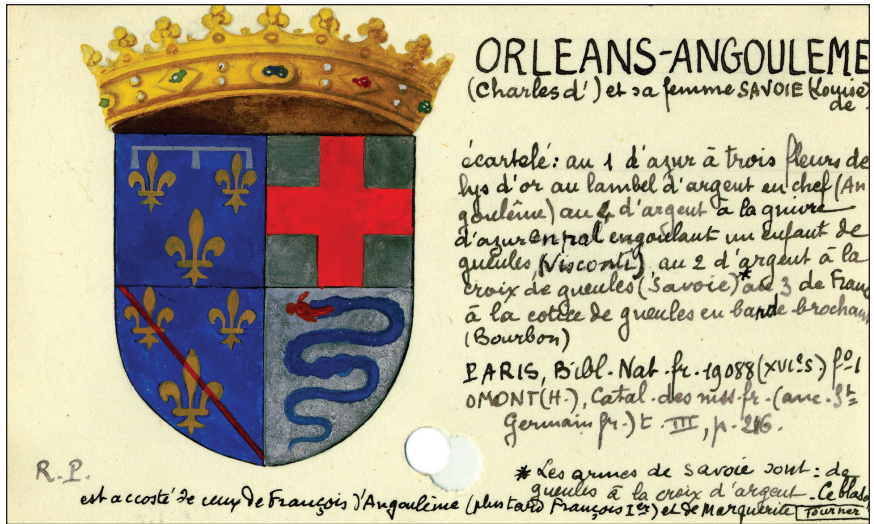 ORLEANS-ANGOULEME
(Charles d') et sa femme SAVOIE (Louise
de
écartelé: au 1 d'azur à trois fleurs de
lys d'or au lambel d'argent en chef (An
goulême) au 4 d'argent à la guivre
d'azur en pal engoulant un enfant de
gueules (Visconti), au 2 d'argent à la
croix de gueules (Savoie)* au 3 de Franc
à la cotice de gueules en bande brochan
(Bourbon)
PARIS, Bibl. Nat. fr. 19088 (XVIe s.) fo 1
OMONT (H.), Catal. des mss. fr. (anc. St
Germain fr.) t. III, p. 216.
* Les armes de Savoie sont: de
gueules à la croix d'argent. Ce blaso
R.P.
est accosté de ceux de François d'Angoulême (plus tard François Ier) et de Marguerite Tourner